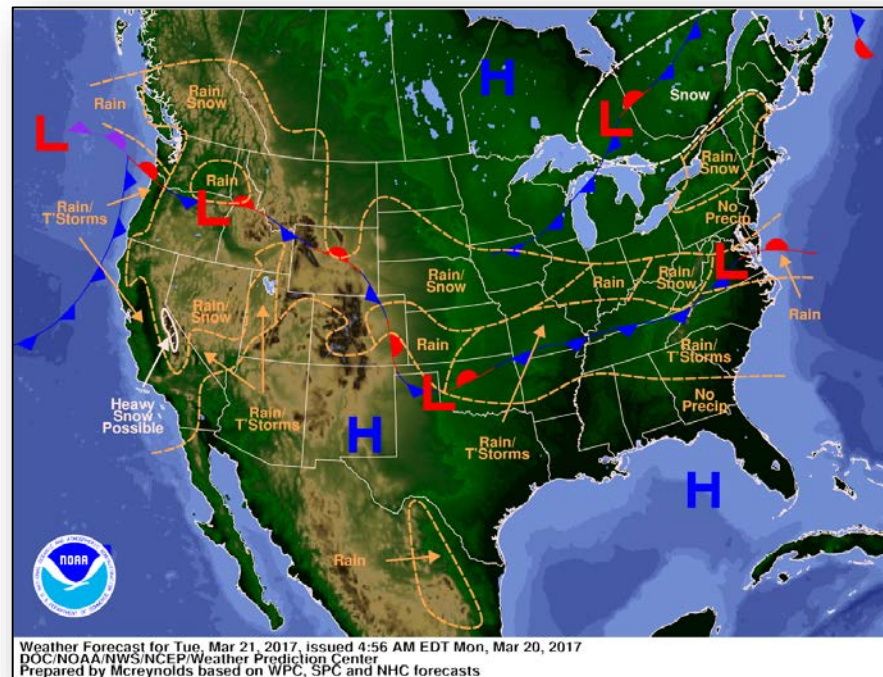 Rain/
Snow
Rain
H
Snow
L
L
Rain
L
Rain/
T'Storms
Rain/
Snow
No
Precip
L
Rain/
Snow
Rain
Rain/
Snow
Rain
Rain/
Snow
Rain
L
Rain/
T'Storms
No
Precip
Heavy
Snow
Possible
Rain/
T'Storms
H
Rain/
T'Storms
H
Rain
NOAA
Weather Forecast for Tue, Mar 21, 2017, issued 4:56 AM EDT Mon, Mar 20, 2017
DOC/NOAA/NWS/NCEP/Weather Prediction Center
Prepared by Mcreynolds based on WPC, SPC and NHC forecasts